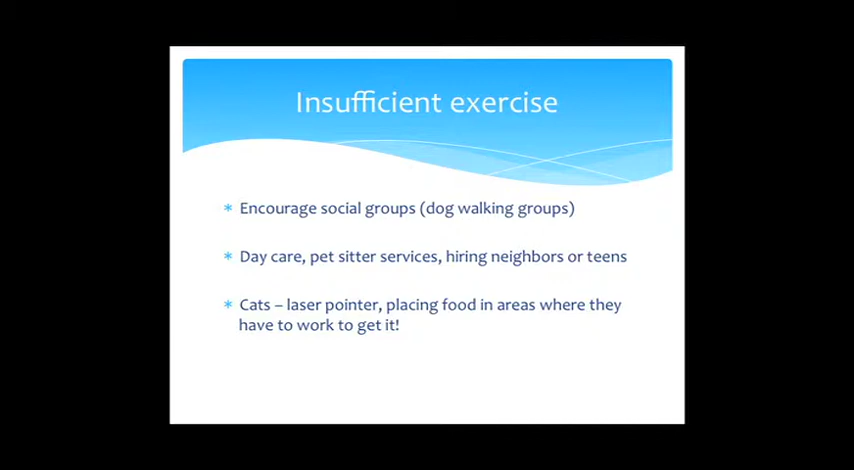 Insufficient exercise
* Encourage social groups (dog walking groups)
* Day care, pet sitter services, hiring neighbors or teens
* Cats – laser pointer, placing food in areas where they
have to work to get it!